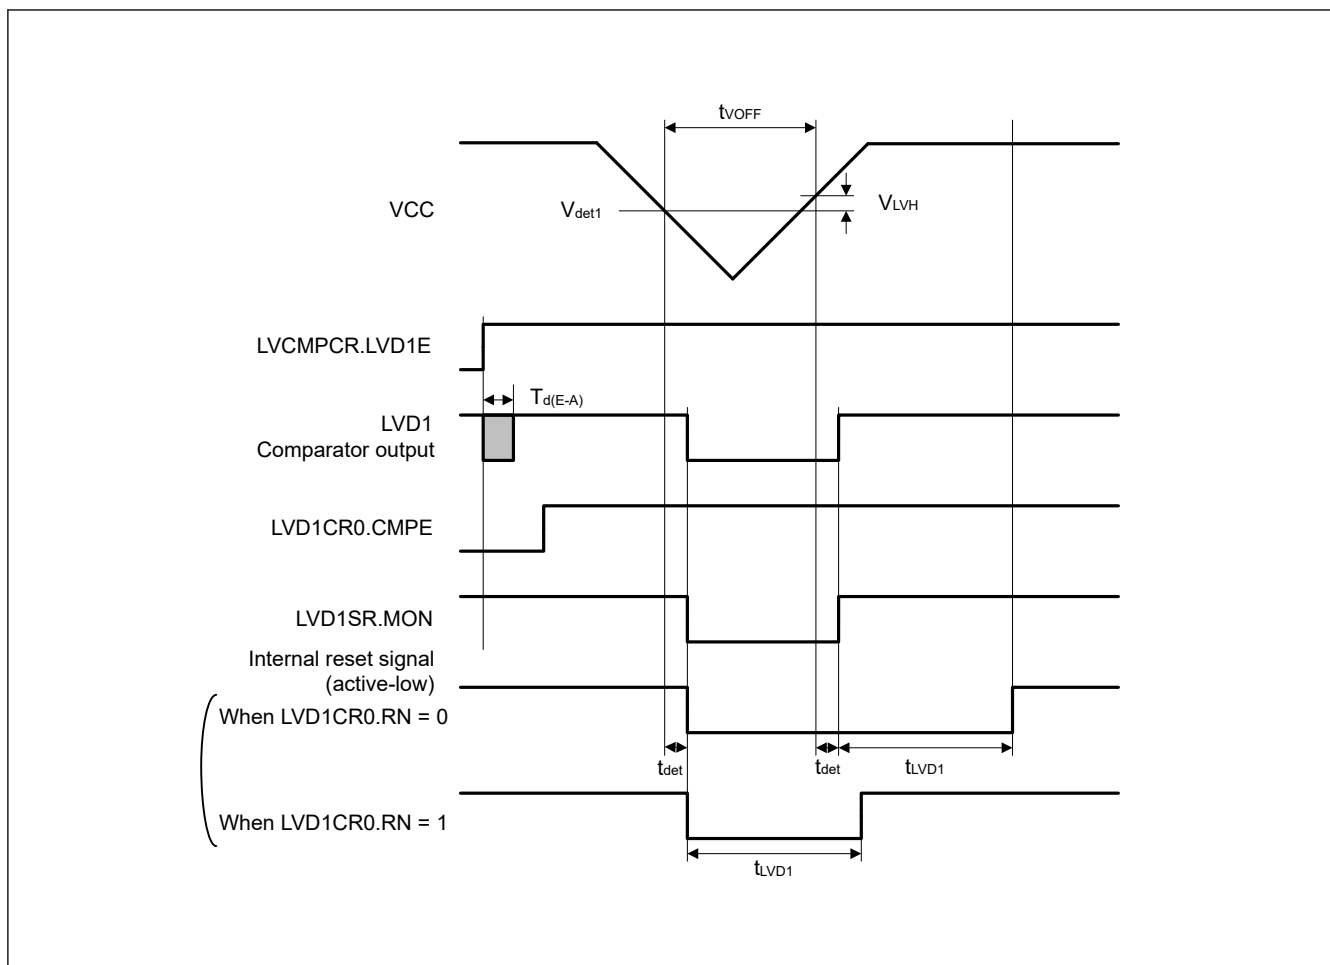 tVOFF
VCC
Vdet1
VLVH
LVCMPCR.LVD1E
Td(E-A)
LVD1
Comparator output
LVD1CR0.CMPE
LVD1SR.MON
Internal reset signal
(active-low)
When LVD1CR0.RN = 0
tdet
tdet
tLVD1
When LVD1CR0.RN = 1
tLVD1